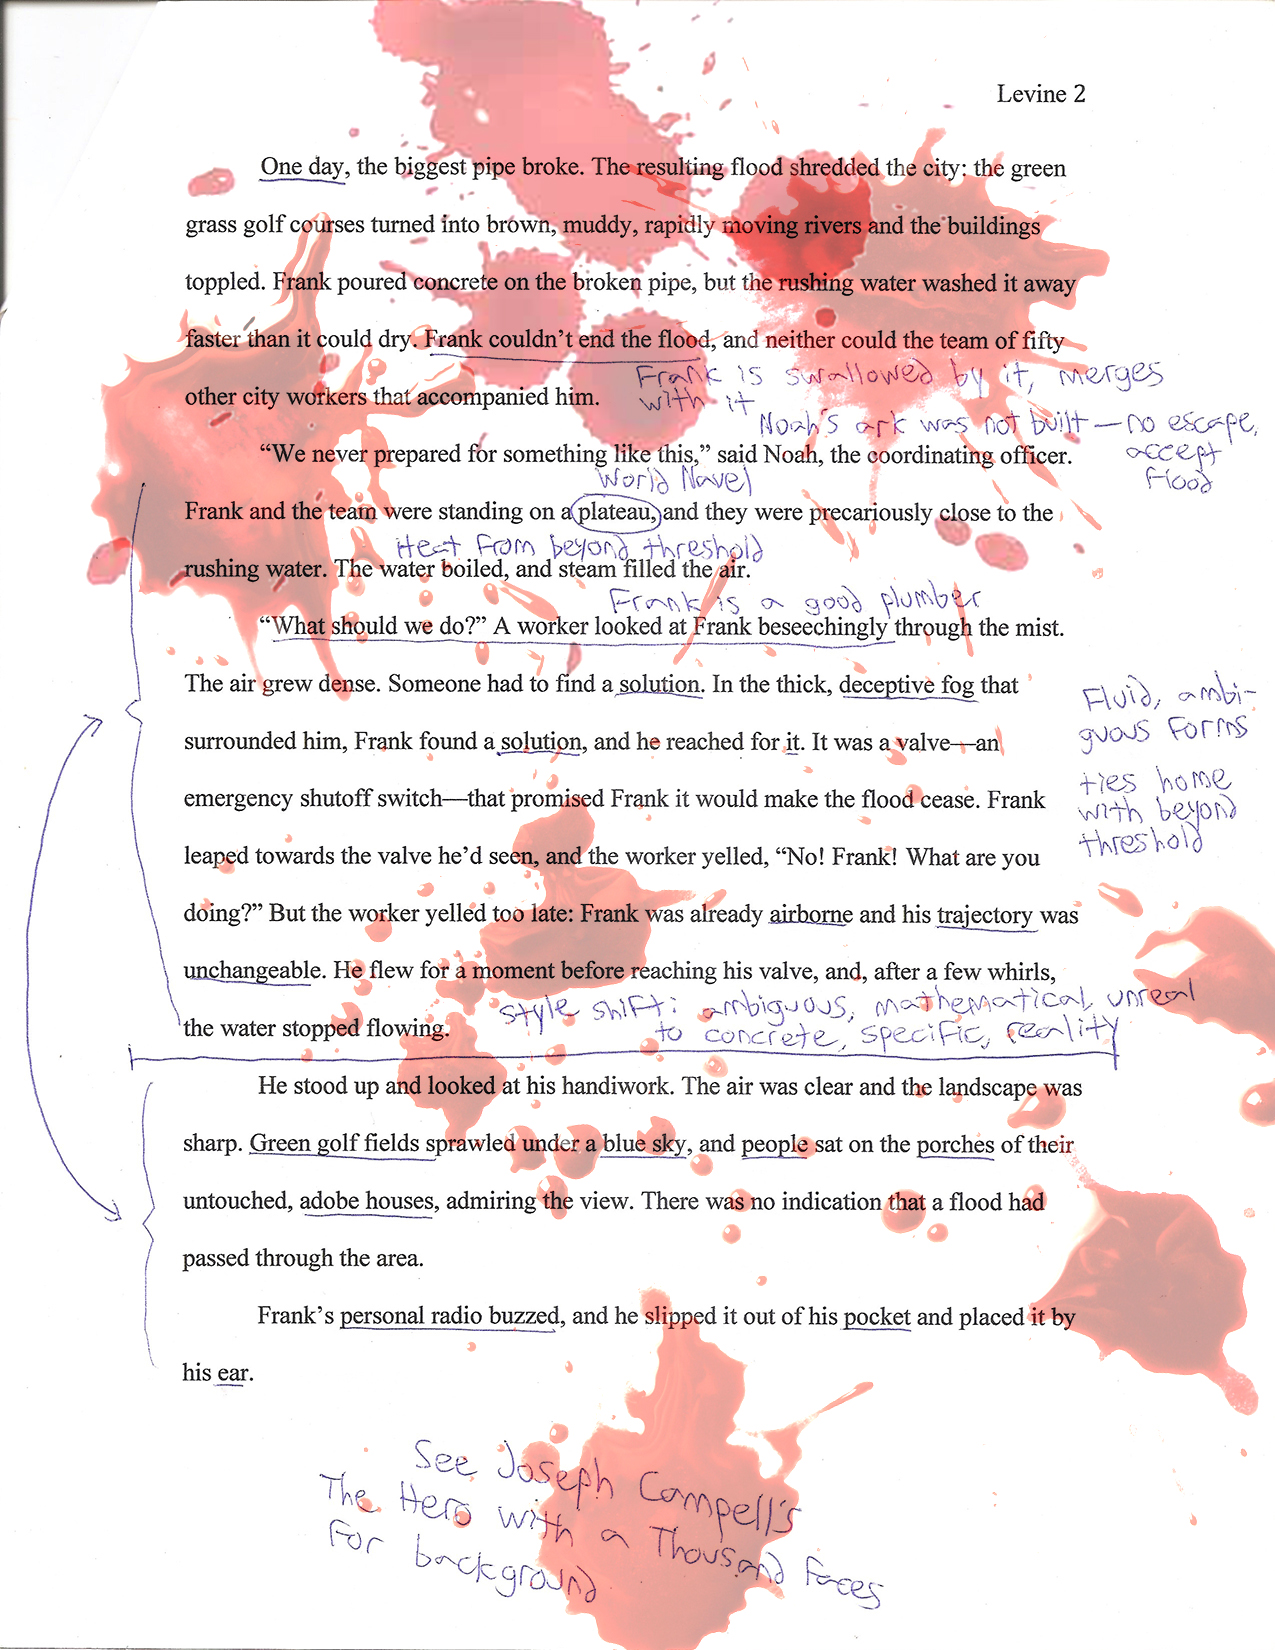 Levine 2
One day, the biggest pipe broke. The resulting flood shredded the city: the green
grass golf courses turned into brown, muddy, rapidly moving rivers and the buildings
toppled. Frank poured concrete on the broken pipe, but the rushing water washed it away
faster than it could dry. Frank couldn't end the flood, and neither could the team of fifty
Frank is swallowed by it, merges
with it
other city workers that accompanied him.
Noah's ark was not built — no escape,
accept
flood
“We never prepared for something like this,” said Noah, the coordinating officer.
World Navel
Frank and the team were standing on a plateau, and they were precariously close to the
Heat from beyond threshold
rushing water. The water boiled, and steam filled the air.
Frank is a good plumber
“What should we do?” A worker looked at Frank beseechingly through the mist.
The air grew dense. Someone had to find a solution. In the thick, deceptive fog that
Fluid, ambi-
guous forms
surrounded him, Frank found a solution, and he reached for it. It was a valve—an
ties home
with beyond
threshold
emergency shutoff switch—that promised Frank it would make the flood cease. Frank
leaped towards the valve he'd seen, and the worker yelled, “No! Frank! What are you
doing?” But the worker yelled too late: Frank was already airborne and his trajectory was
unchangeable. He flew for a moment before reaching his valve, and, after a few whirls,
the water stopped flowing.
style shift: ambiguous, mathematical, unreal
to concrete, specific, reality
He stood up and looked at his handiwork. The air was clear and the landscape was
sharp. Green golf fields sprawled under a blue sky, and people sat on the porches of their
untouched, adobe houses, admiring the view. There was no indication that a flood had
passed through the area.
Frank's personal radio buzzed, and he slipped it out of his pocket and placed it by
his ear.
See Joseph Campell's
The Hero with a Thousand Faces
for background